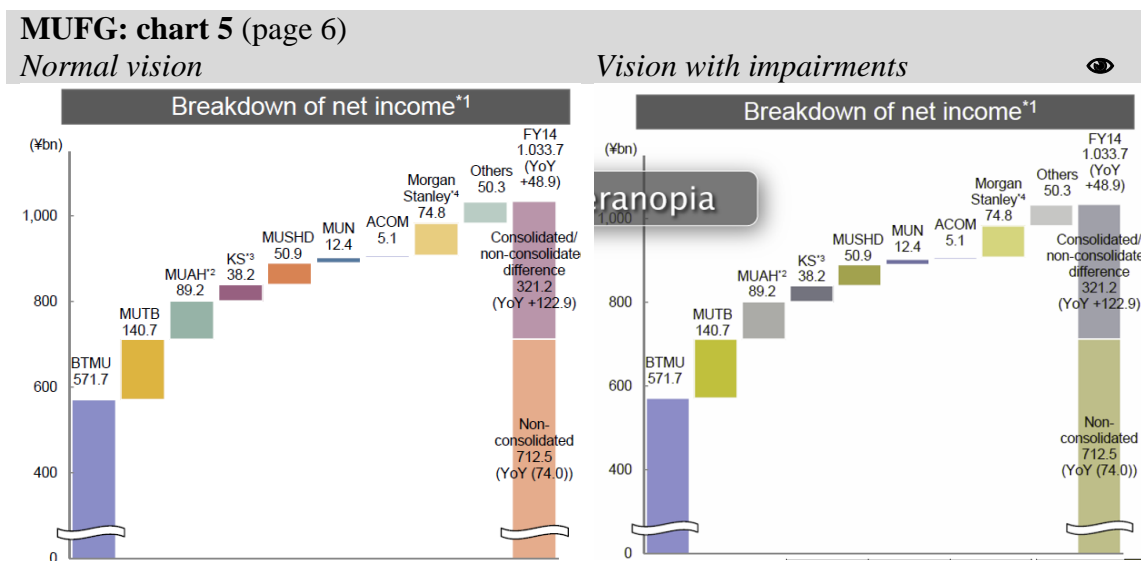 MUFG: chart 5 (page 6)
Normal vision
Breakdown of net income*1
(¥bn)
1,000
800
600
400
0
BTMU
571.7
MUTB
140.7
MUAH*2
89.2
KS*3
38.2
MUSHD
50.9
MUN
12.4
ACOM
5.1
Morgan
Stanley*4
74.8
Others
50.3
FY14
1.033.7
(YoY
+48.9)
Consolidated/
non-consolidate
difference
321.2
(YoY +122.9)
Non-
consolidated
712.5
(YoY (74.0))
Vision with impairments
Breakdown of net income*1
(¥bn)
eranopia
1,000
800
600
400
0
BTMU
571.7
MUTB
140.7
MUAH*2
89.2
KS*3
38.2
MUSHD
50.9
MUN
12.4
ACOM
5.1
Morgan
Stanley*4
74.8
Others
50.3
FY14
1.033.7
(YoY
+48.9)
Consolidated/
non-consolidate
difference
321.2
(YoY +122.9)
Non-
consolidated
712.5
(YoY (74.0))